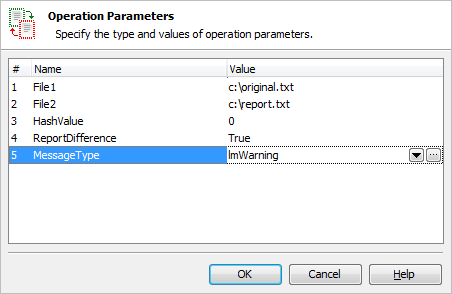 Operation Parameters
Specify the type and values of operation parameters.
# Name Value
1 File1 c:\original.txt
2 File2 c:\report.txt
3 HashValue 0
4 ReportDifference True
5 MessageType lmWarning ...
OK Cancel Help